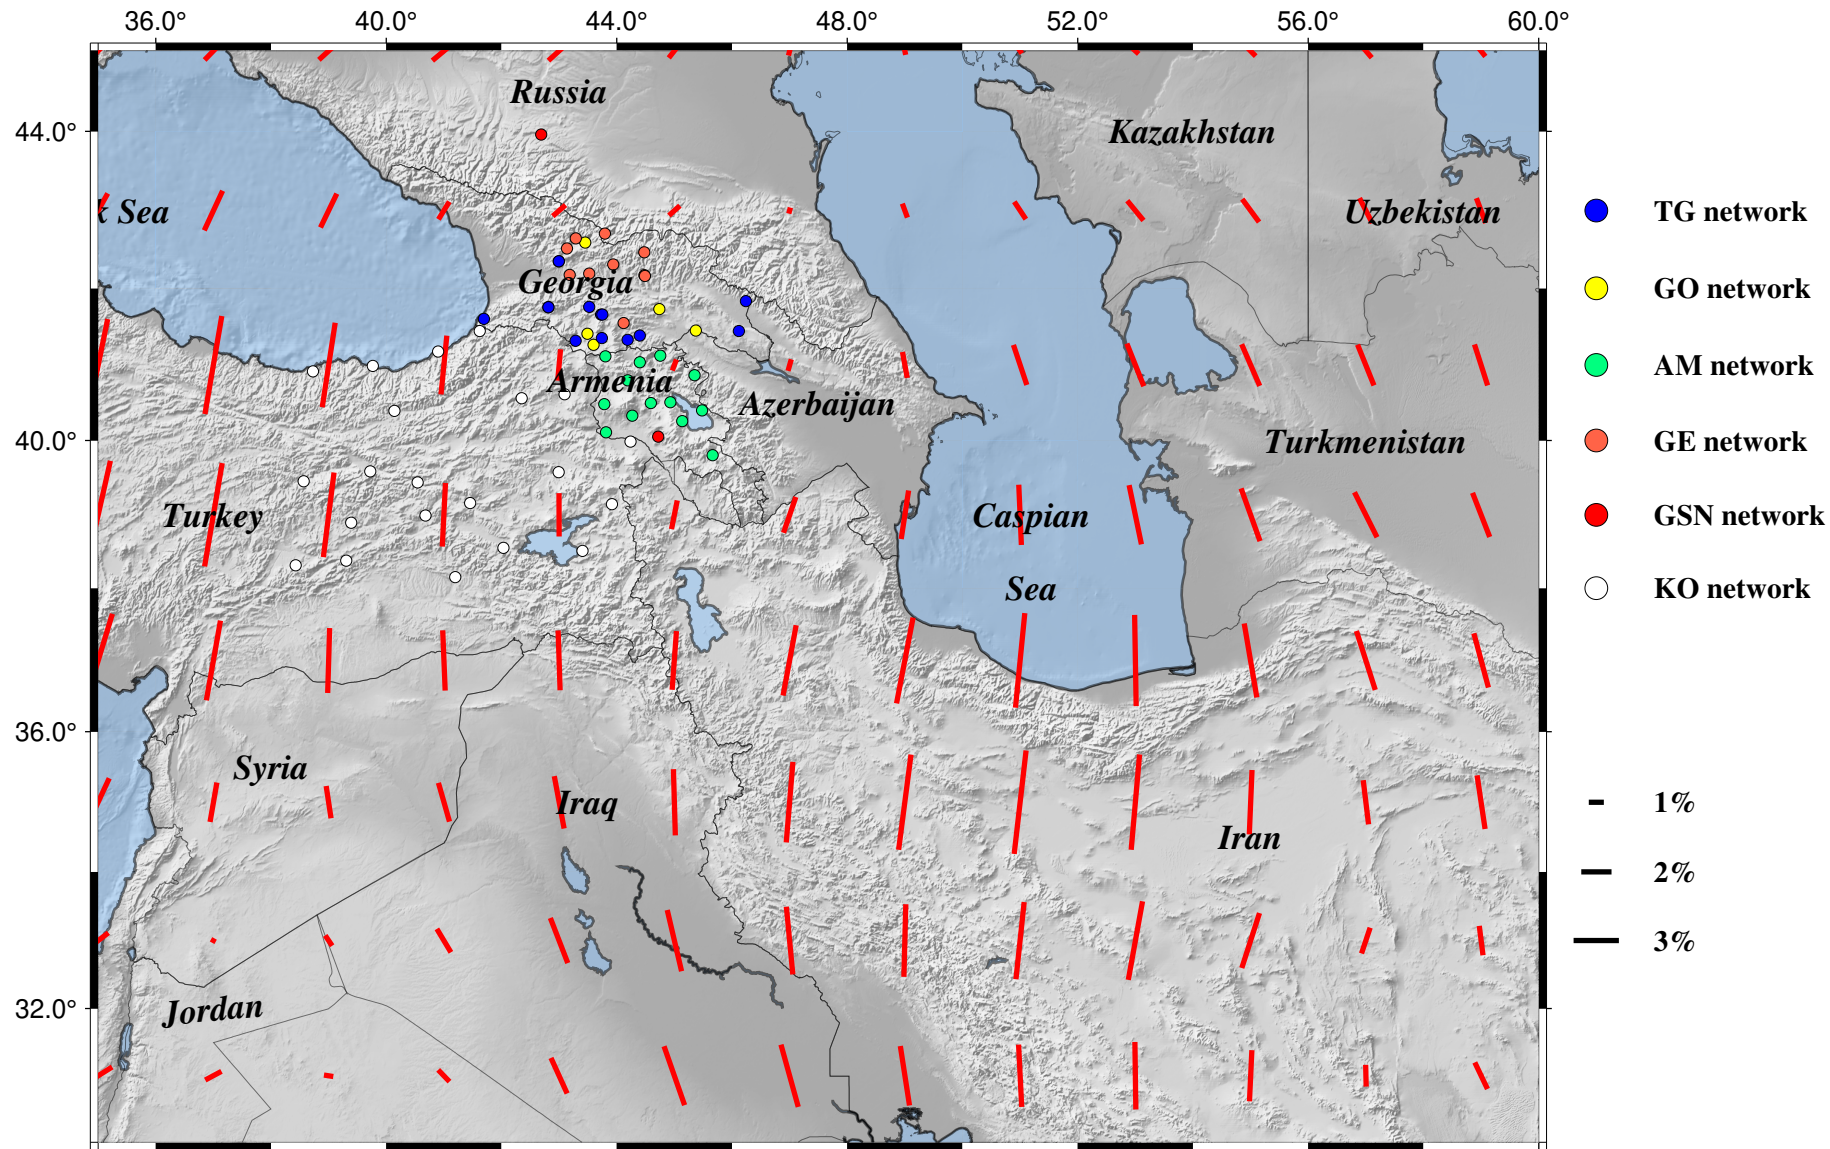 36.0° 40.0° 44.0° 48.0° 52.0° 56.0° 60.0°
Russia
44.0°
Kazakhstan
k Sea
Uzbekistan
TG network
Georgia
GO network
AM network
Armenia
Azerbaijan
40.0°
Turkmenistan
GE network
Turkey
Caspian
GSN network
Sea
KO network
36.0°
Syria
Iraq
1%
Iran
2%
3%
32.0°
Jordan